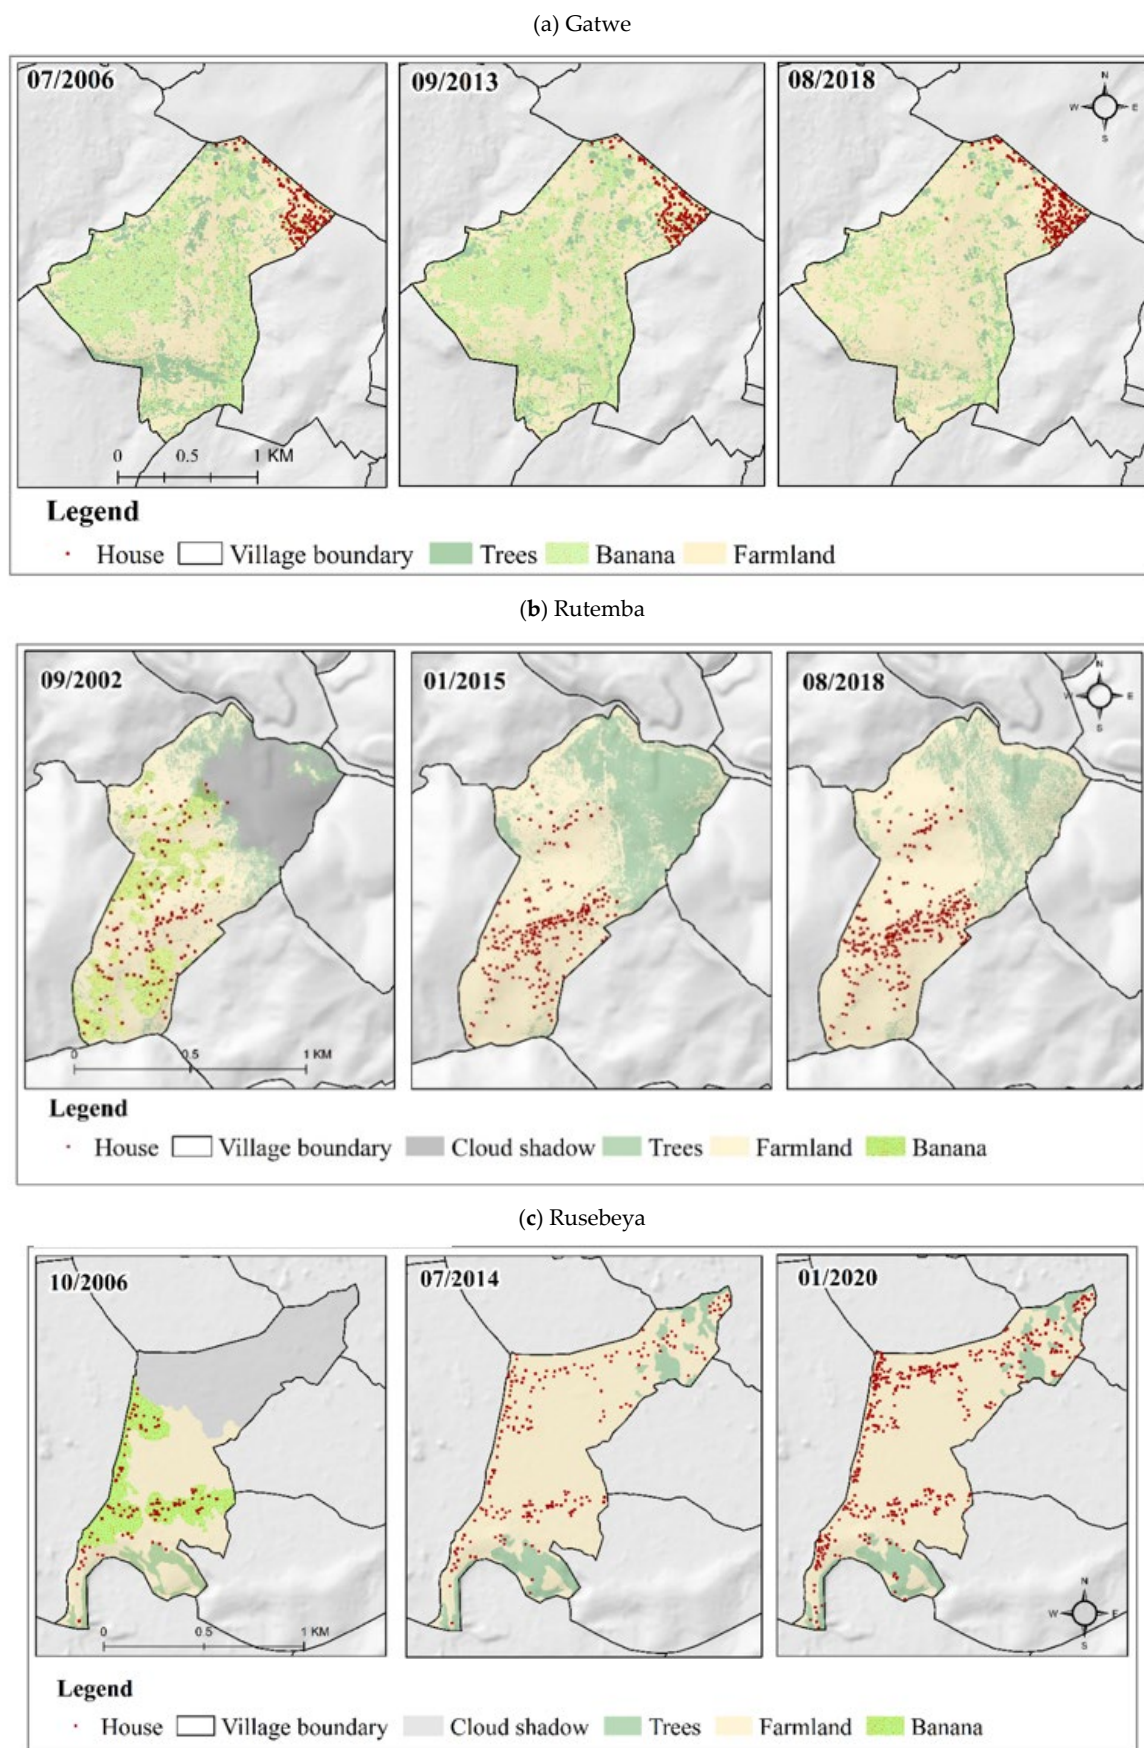 (a) Gatwe
07/2006 09/2013 08/2018
N
W E
S
0 0.5 1 KM
Legend
House Village boundary Trees Banana Farmland
(b) Rutemba
09/2002 01/2015 08/2018
N
W E
S
0 0.5 1 KM
Legend
House Village boundary Cloud shadow Trees Farmland Banana
(c) Rusebeya
10/2006 07/2014 01/2020
N
W E
S
0 0.5 1 KM
Legend
House Village boundary Cloud shadow Trees Farmland Banana